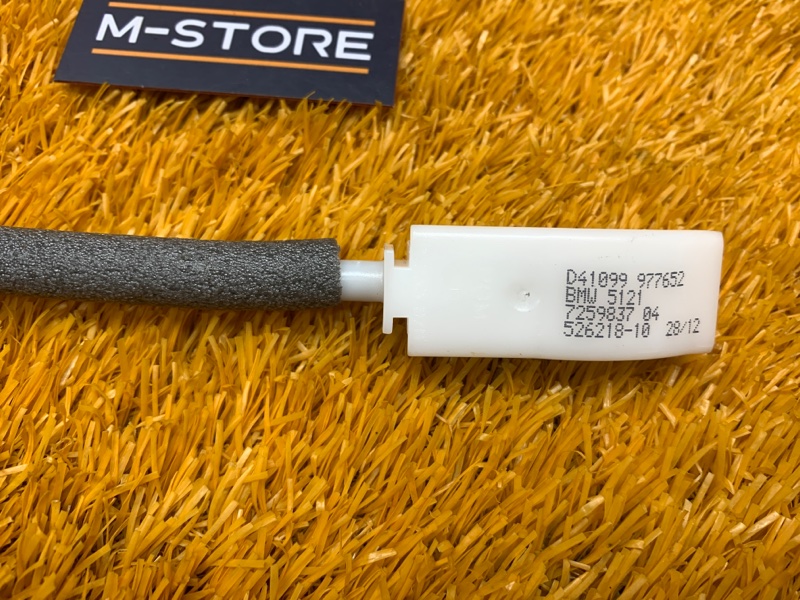 M-STORE
D41099 977652
BMW 5121
7259837 04
526218-10 28/12